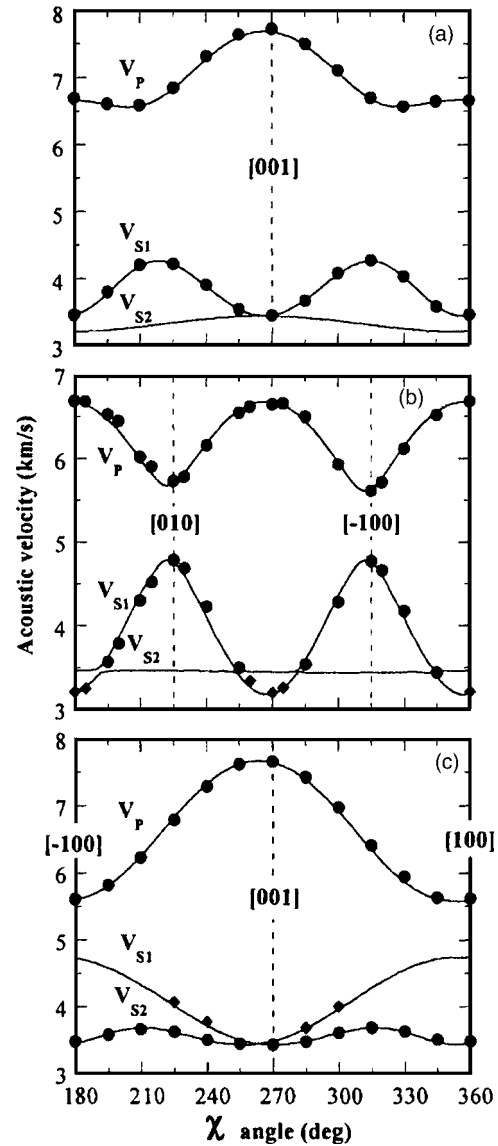 8
(a)
V_P
7
6
[001]
5
V_S1
4
V_S2
3
7
(b)
6
V_P
[010]
[-100]
5
V_S1
4
V_S2
3
Acoustic velocity (km/s)
8
(c)
7
V_P
6
[-100]
[100]
[001]
5
V_S1
4
V_S2
3
180 210 240 270 300 330 360
χ angle (deg)